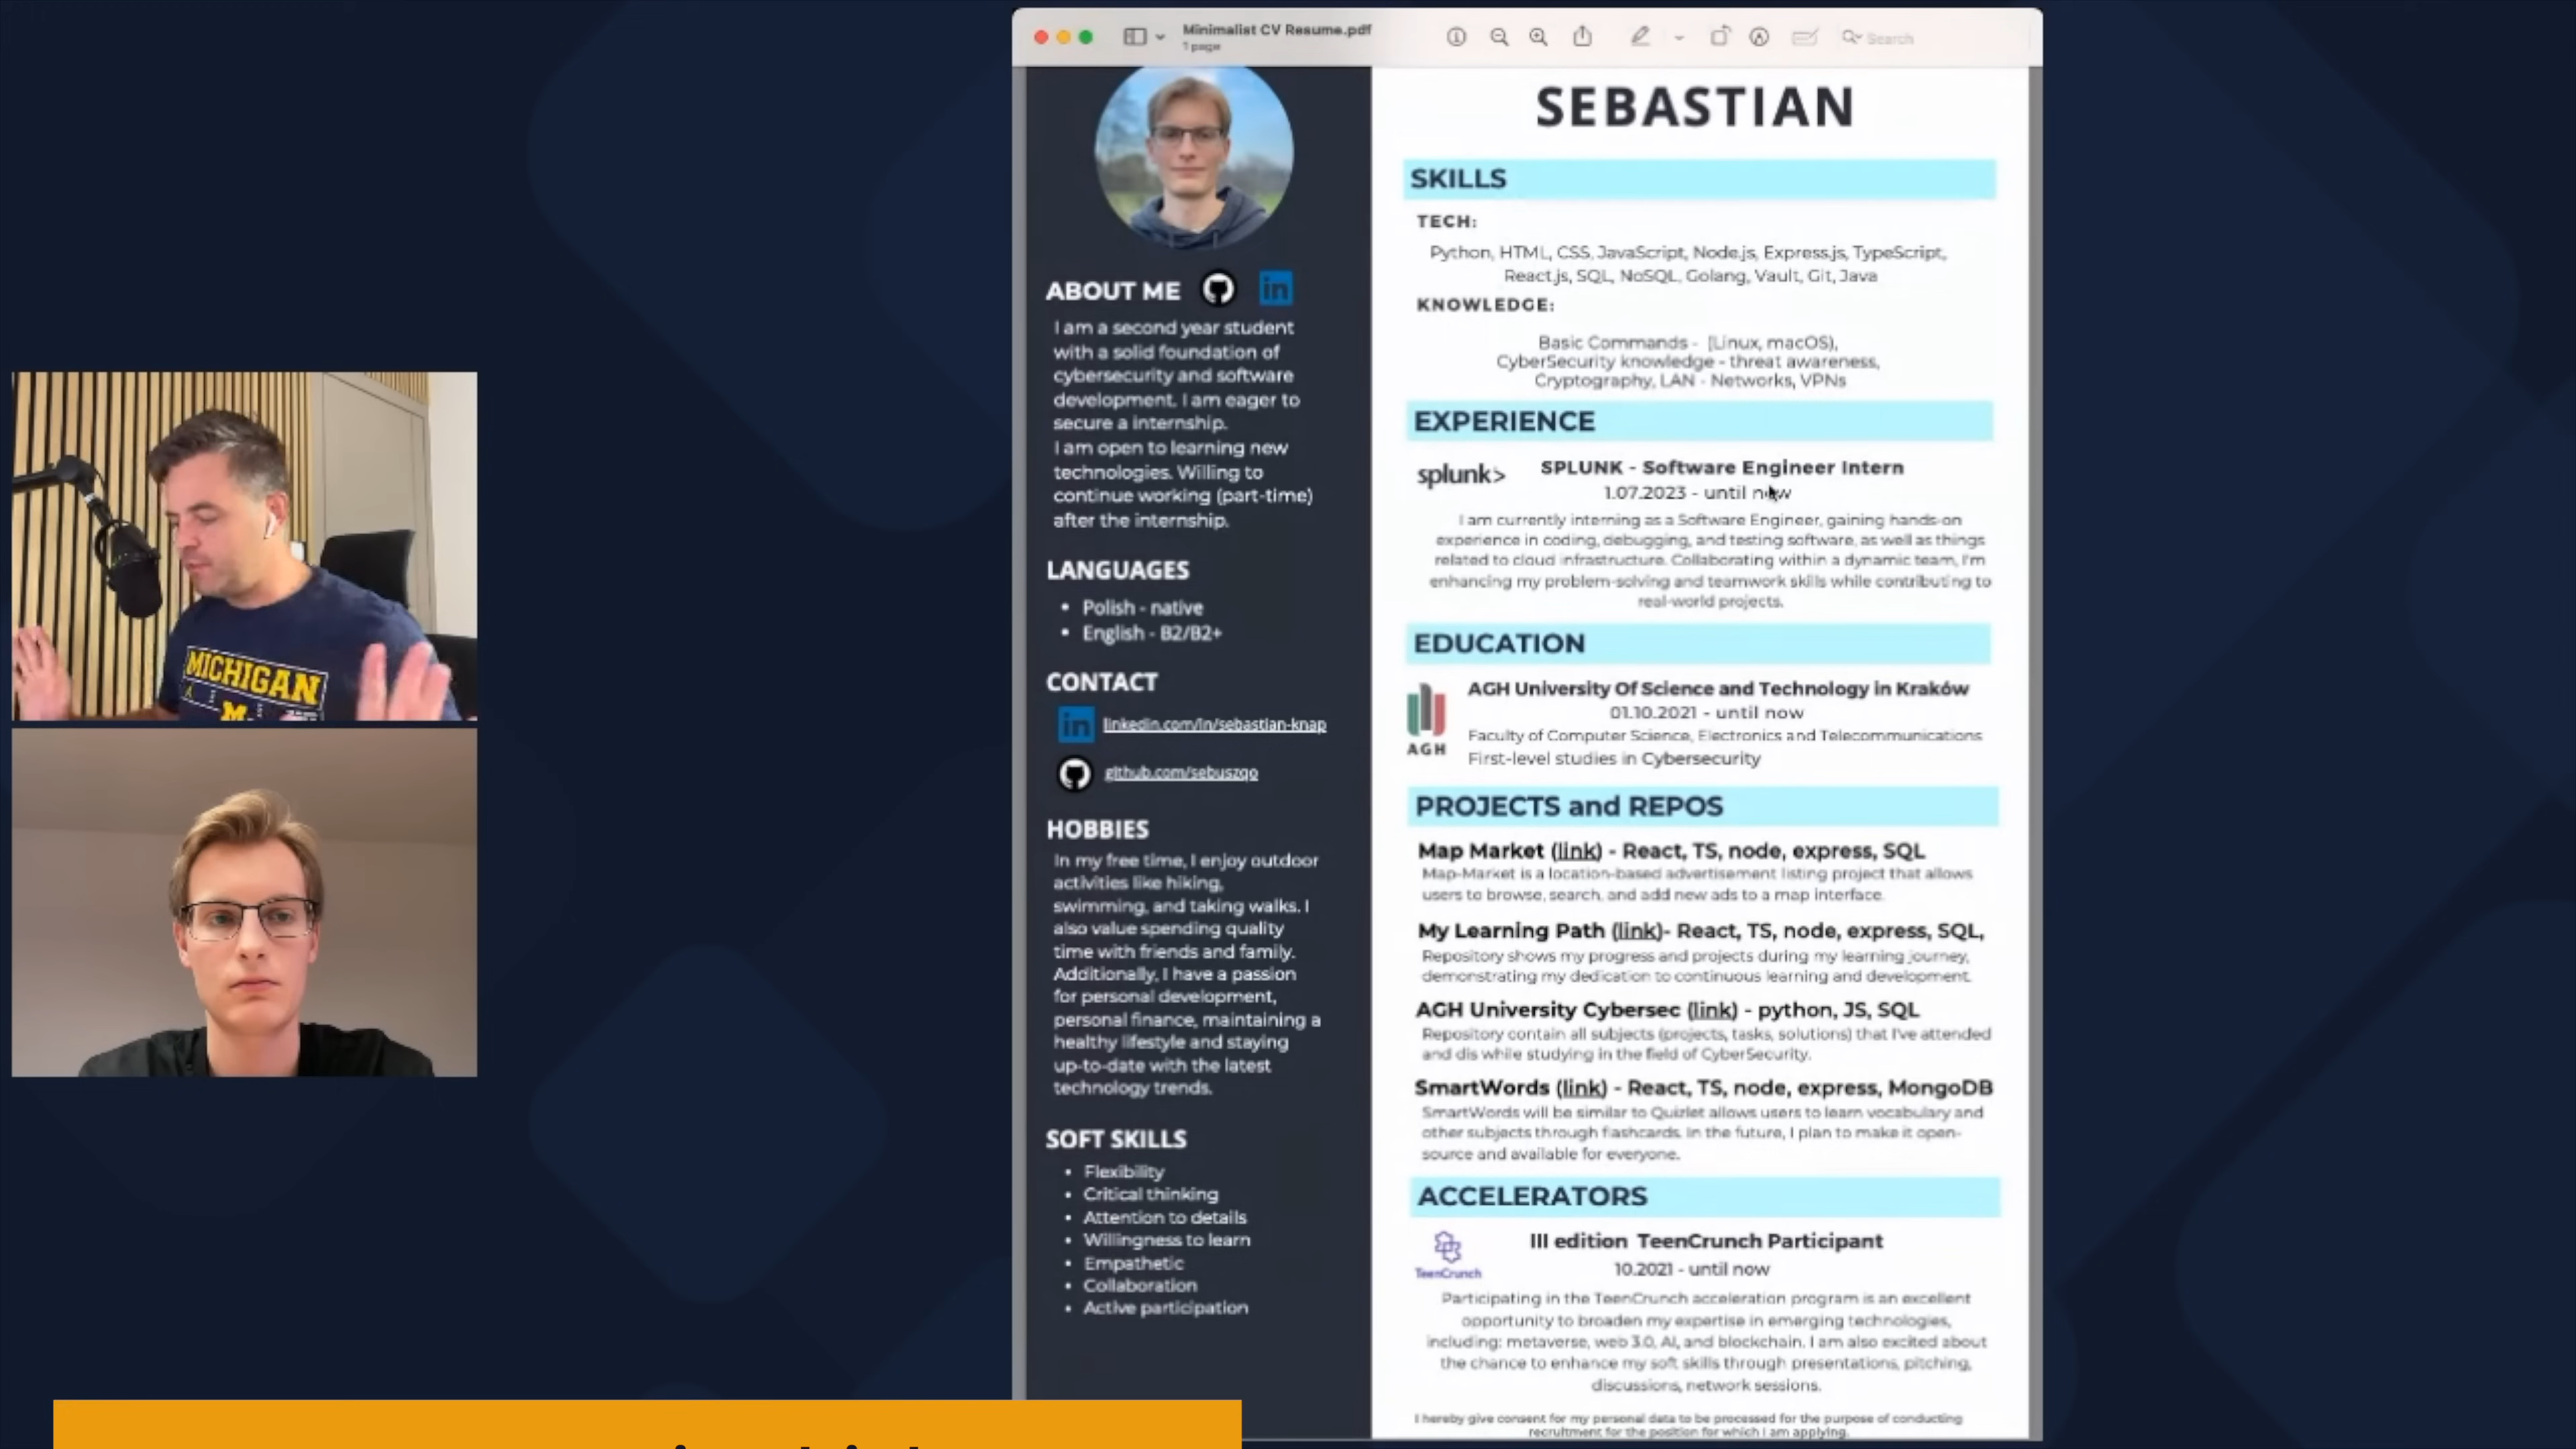 Minimalist CV Resume.pdf
1 page
Search
SEBASTIAN
SKILLS
TECH:
Python, HTML, CSS, JavaScript, Node.js, Express.js, TypeScript,
React.js, SQL, NoSQL, Golang, Vault, Git, Java
KNOWLEDGE:
Basic Commands - (Linux, macOS),
CyberSecurity knowledge - threat awareness,
Cryptography, LAN - Networks, VPNs
EXPERIENCE
splunk>
SPLUNK - Software Engineer Intern
1.07.2023 - until now
I am currently interning as a Software Engineer, gaining hands-on
experience in coding, debugging, and testing software, as well as things
related to cloud infrastructure. Collaborating within a dynamic team, I'm
enhancing my problem-solving and teamwork skills while contributing to
real-world projects.
EDUCATION
AGH
AGH University Of Science and Technology in Kraków
01.10.2021 - until now
Faculty of Computer Science, Electronics and Telecommunications
First-level studies in Cybersecurity
PROJECTS and REPOS
Map Market (link) - React, TS, node, express, SQL
Map-Market is a location-based advertisement listing project that allows
users to browse, search, and add new ads to a map interface.
My Learning Path (link)- React, TS, node, express, SQL,
Repository shows my progress and projects during my learning journey,
demonstrating my dedication to continuous learning and development.
AGH University Cybersec (link) - python, JS, SQL
Repository contain all subjects (projects, tasks, solutions) that I've attended
and dis while studying in the field of CyberSecurity.
SmartWords (link) - React, TS, node, express, MongoDB
SmartWords will be similar to Quizlet allows users to learn vocabulary and
other subjects through flashcards. In the future, I plan to make it open-
source and available for everyone.
ACCELERATORS
TeenCrunch
III edition TeenCrunch Participant
10.2021 - until now
Participating in the TeenCrunch acceleration program is an excellent
opportunity to broaden my expertise in emerging technologies,
including: metaverse, web 3.0, AI, and blockchain. I am also excited about
the chance to enhance my soft skills through presentations, pitching,
discussions, network sessions.
I hereby give consent for my personal data to be processed for the purpose of conducting
recruitment for the position for which I am applying.
ABOUT ME
in
I am a second year student
with a solid foundation of
cybersecurity and software
development. I am eager to
secure a internship.
I am open to learning new
technologies. Willing to
continue working (part-time)
after the internship.
LANGUAGES
• Polish - native
• English - B2/B2+
CONTACT
in linkedin.com/in/sebastian-knap
github.com/sebuszqo
HOBBIES
In my free time, I enjoy outdoor
activities like hiking,
swimming, and taking walks. I
also value spending quality
time with friends and family.
Additionally, I have a passion
for personal development,
personal finance, maintaining a
healthy lifestyle and staying
up-to-date with the latest
technology trends.
SOFT SKILLS
• Flexibility
• Critical thinking
• Attention to details
• Willingness to learn
• Empathetic
• Collaboration
• Active participation
MICHIGAN
M